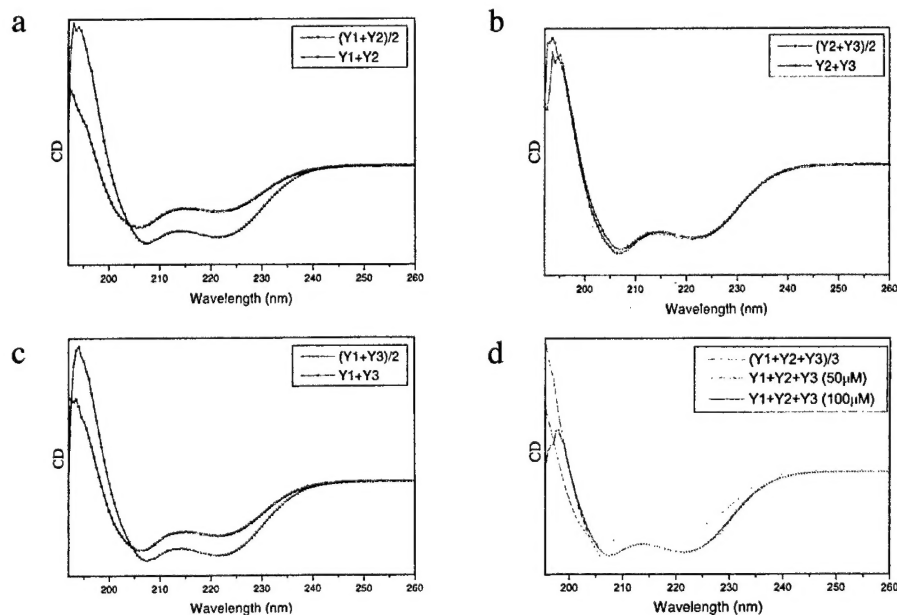 a
(Y1+Y2)/2
Y1+Y2
CD
200 210 220 230 240 250 260
Wavelength (nm)
b
(Y2+Y3)/2
Y2+Y3
CD
200 210 220 230 240 250 260
Wavelength (nm)
c
(Y1+Y3)/2
Y1+Y3
CD
200 210 220 230 240 250 260
Wavelength (nm)
d
(Y1+Y2+Y3)/3
Y1+Y2+Y3 (50μM)
Y1+Y2+Y3 (100μM)
CD
200 210 220 230 240 250 260
Wavelength (nm)